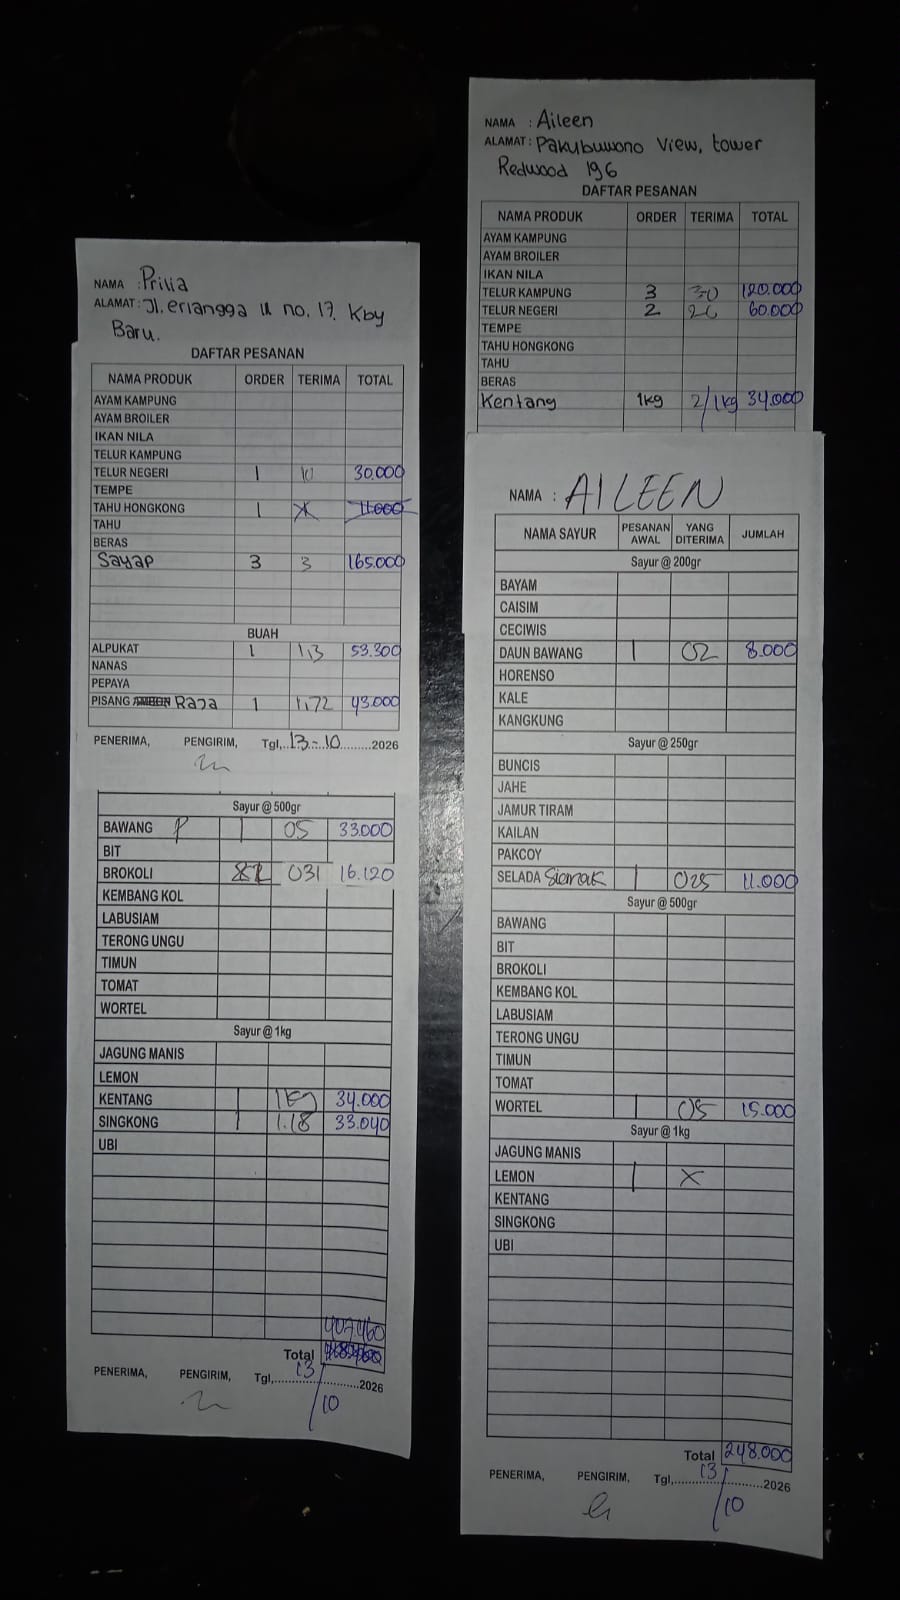 NAMA : Prilia
ALAMAT : Jl. erlangga II no. 17. Kby
Baru.
DAFTAR PESANAN
NAMA PRODUK ORDER TERIMA TOTAL
AYAM KAMPUNG
AYAM BROILER
IKAN NILA
TELUR KAMPUNG
TELUR NEGERI 1 10 30.000
TEMPE
TAHU HONGKONG 1 X 11.000
TAHU
BERAS
Sayap 3 3 165.000
BUAH
ALPUKAT 1 1,3 53.300
NANAS
PEPAYA
PISANG Raja 1 1,72 43.000
PENERIMA, PENGIRIM, Tgl,..13-10.........2026
Sayur @ 500gr
BAWANG P 1 05 33.000
BIT
BROKOLI 031 16.120
KEMBANG KOL
LABUSIAM
TERONG UNGU
TIMUN
TOMAT
WORTEL
Sayur @ 1kg
JAGUNG MANIS
LEMON
KENTANG 1 1kg 34.000
SINGKONG 1 1.18 33.040
UBI
407.460
Total
PENERIMA, PENGIRIM, Tgl,.....13/10.....2026
NAMA : Aileen
ALAMAT : Pakubuwono View, tower
Redwood 196
DAFTAR PESANAN
NAMA PRODUK ORDER TERIMA TOTAL
AYAM KAMPUNG
AYAM BROILER
IKAN NILA
TELUR KAMPUNG 3 30 120.000
TELUR NEGERI 2 20 60.000
TEMPE
TAHU HONGKONG
TAHU
BERAS
Kentang 1kg 2/1kg 34.000
NAMA : AILEEN
NAMA SAYUR PESANAN AWAL YANG DITERIMA JUMLAH
Sayur @ 200gr
BAYAM
CAISIM
CECIWIS
DAUN BAWANG 1 02 8.000
HORENSO
KALE
KANGKUNG
Sayur @ 250gr
BUNCIS
JAHE
JAMUR TIRAM
KAILAN
PAKCOY
SELADA Siomak 1 025 11.000
Sayur @ 500gr
BAWANG
BIT
BROKOLI
KEMBANG KOL
LABUSIAM
TERONG UNGU
TIMUN
TOMAT
WORTEL 1 05 15.000
Sayur @ 1kg
JAGUNG MANIS
LEMON 1 X
KENTANG
SINGKONG
UBI
Total 248.000
PENERIMA, PENGIRIM, Tgl,.....13/10.....2026